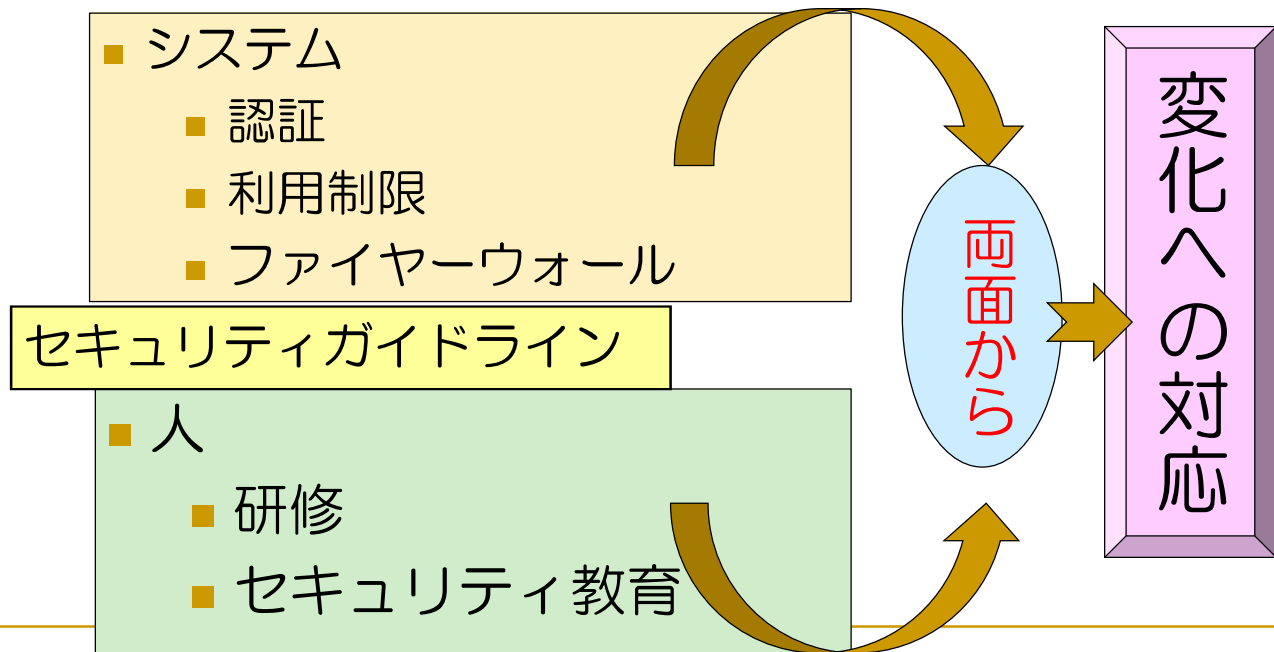 システム
認証
利用制限
ファイヤーウォール
セキュリティガイドライン
人
研修
セキュリティ教育
両面から
変化への対応